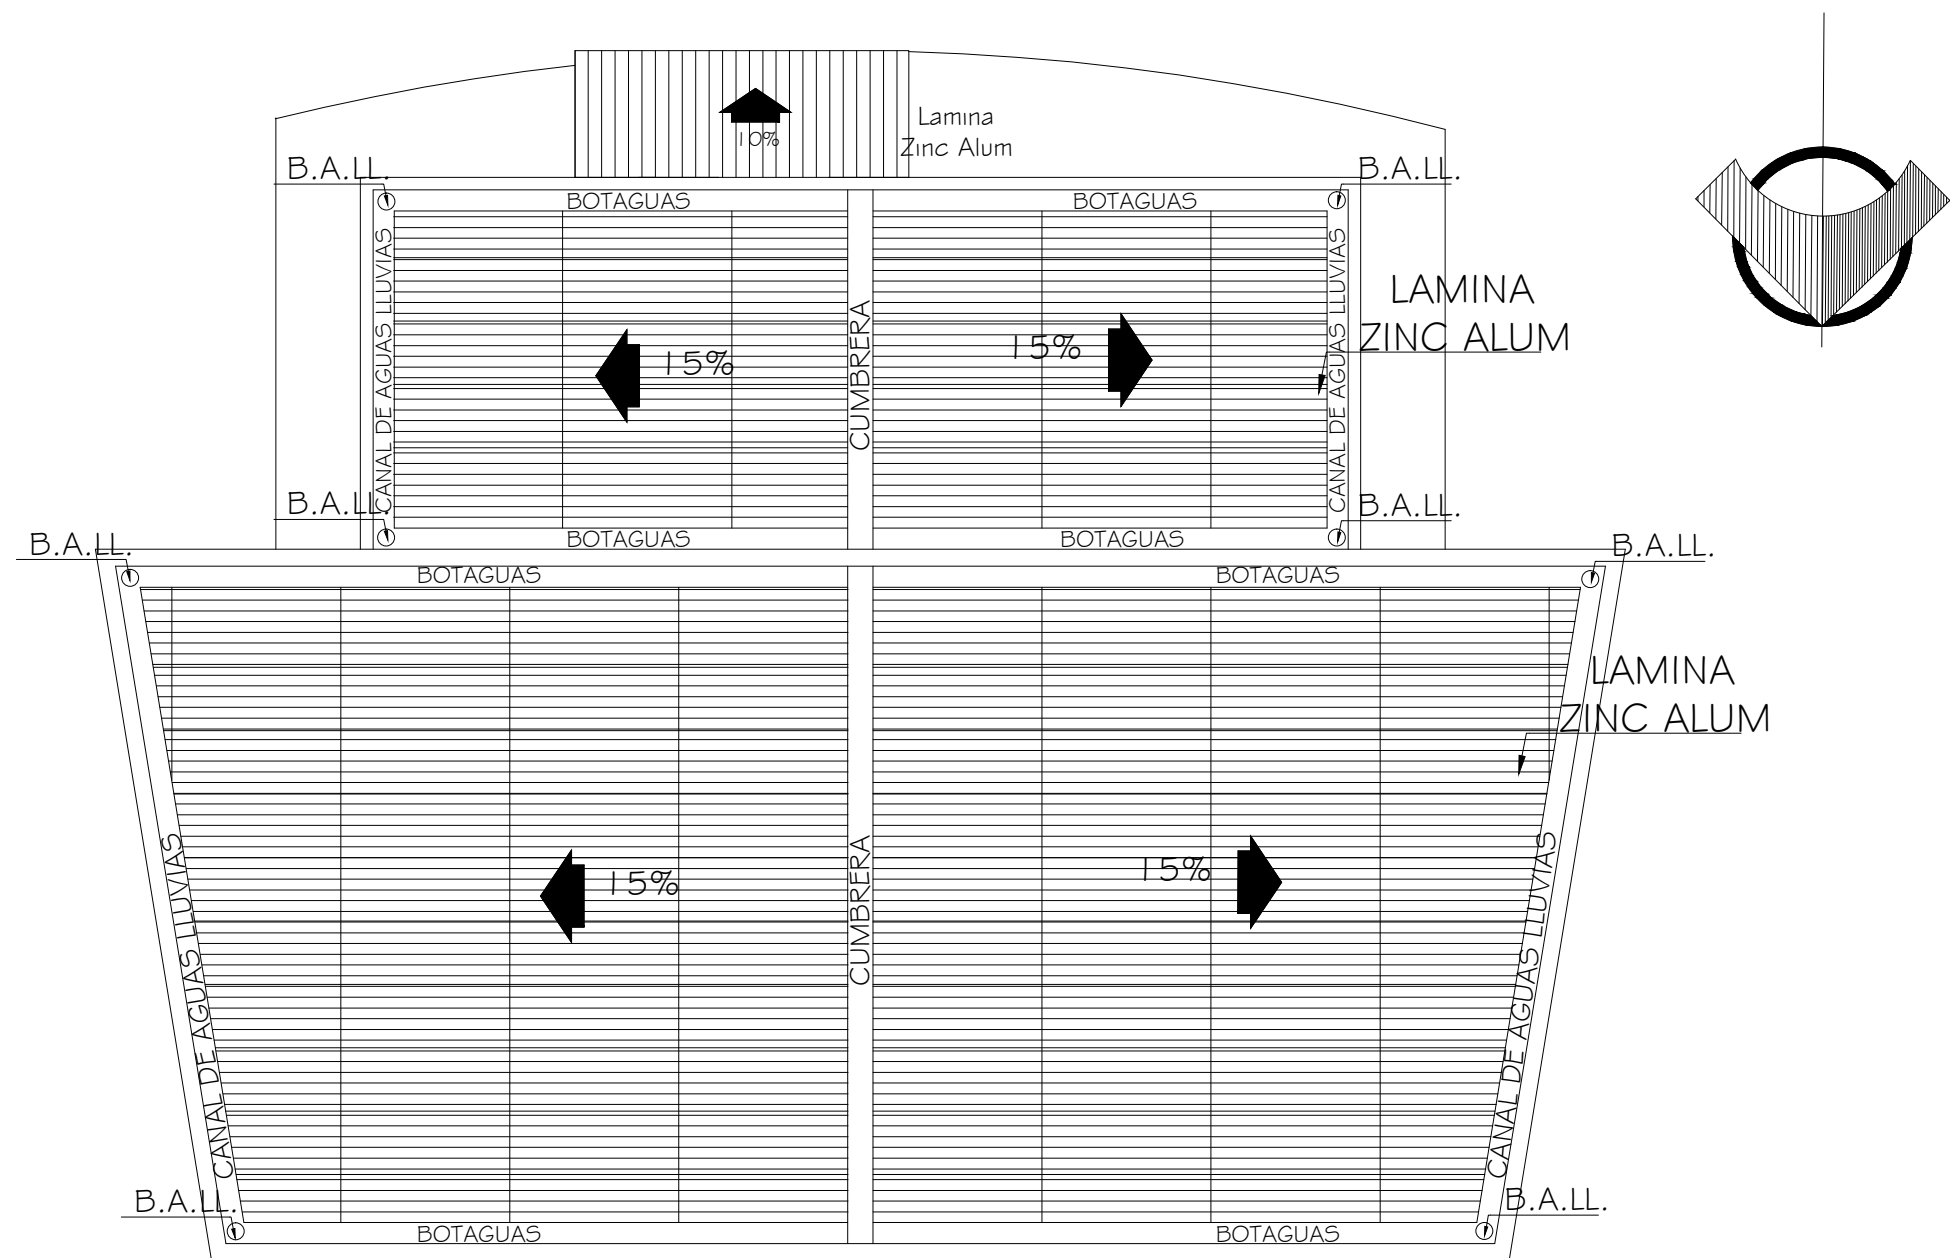 10%
Lamina
Zinc Alum
B.A.LL.
B.A.LL.
BOTAGUAS
BOTAGUAS
CANAL DE AGUAS LLUVIAS
CUMBRERA
CANAL DE AGUAS LLUVIAS
LAMINA
ZINC ALUM
15%
15%
B.A.LL.
B.A.LL.
BOTAGUAS
BOTAGUAS
B.A.LL.
B.A.LL.
BOTAGUAS
BOTAGUAS
LAMINA
ZINC ALUM
CANAL DE AGUAS LLUVIAS
15%
CUMBRERA
15%
CANAL DE AGUAS LLUVIAS
B.A.LL.
B.A.LL.
BOTAGUAS
BOTAGUAS